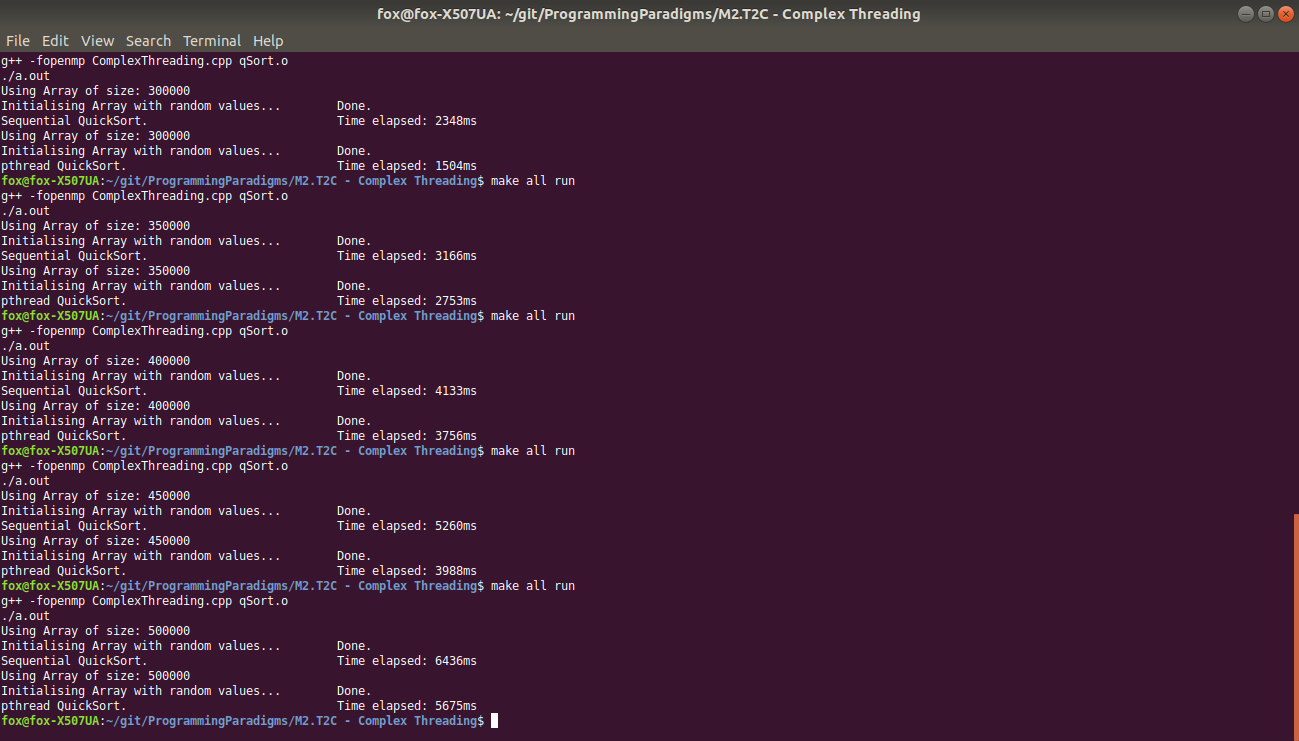 fox@fox-X507UA: ~/git/ProgrammingParadigms/M2.T2C - Complex Threading
File Edit View Search Terminal Help
g++ -fopenmp ComplexThreading.cpp qSort.o
./a.out
Using Array of size: 300000
Initialising Array with random values...        Done.
Sequential QuickSort.                           Time elapsed: 2348ms
Using Array of size: 300000
Initialising Array with random values...        Done.
pthread QuickSort.                              Time elapsed: 1504ms
fox@fox-X507UA:~/git/ProgrammingParadigms/M2.T2C - Complex Threading$ make all run
g++ -fopenmp ComplexThreading.cpp qSort.o
./a.out
Using Array of size: 350000
Initialising Array with random values...        Done.
Sequential QuickSort.                           Time elapsed: 3166ms
Using Array of size: 350000
Initialising Array with random values...        Done.
pthread QuickSort.                              Time elapsed: 2753ms
fox@fox-X507UA:~/git/ProgrammingParadigms/M2.T2C - Complex Threading$ make all run
g++ -fopenmp ComplexThreading.cpp qSort.o
./a.out
Using Array of size: 400000
Initialising Array with random values...        Done.
Sequential QuickSort.                           Time elapsed: 4133ms
Using Array of size: 400000
Initialising Array with random values...        Done.
pthread QuickSort.                              Time elapsed: 3756ms
fox@fox-X507UA:~/git/ProgrammingParadigms/M2.T2C - Complex Threading$ make all run
g++ -fopenmp ComplexThreading.cpp qSort.o
./a.out
Using Array of size: 450000
Initialising Array with random values...        Done.
Sequential QuickSort.                           Time elapsed: 5260ms
Using Array of size: 450000
Initialising Array with random values...        Done.
pthread QuickSort.                              Time elapsed: 3988ms
fox@fox-X507UA:~/git/ProgrammingParadigms/M2.T2C - Complex Threading$ make all run
g++ -fopenmp ComplexThreading.cpp qSort.o
./a.out
Using Array of size: 500000
Initialising Array with random values...        Done.
Sequential QuickSort.                           Time elapsed: 6436ms
Using Array of size: 500000
Initialising Array with random values...        Done.
pthread QuickSort.                              Time elapsed: 5675ms
fox@fox-X507UA:~/git/ProgrammingParadigms/M2.T2C - Complex Threading$